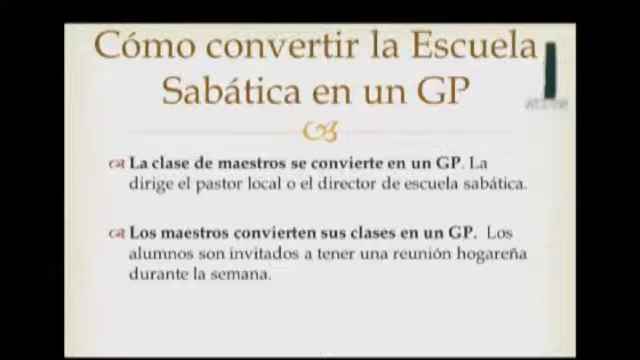 Cómo convertir la Escuela
Sabática en un GP
La clase de maestros se convierte en un GP. La
dirige el pastor local o el director de escuela sabática.
Los maestros convierten sus clases en un GP. Los
alumnos son invitados a tener una reunión hogareña
durante la semana.